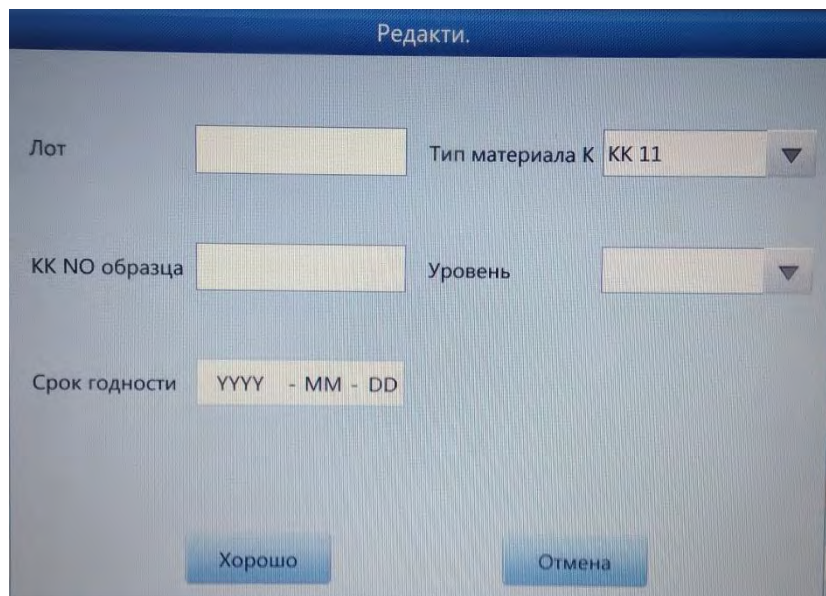 Редакти.
Лот
Тип материала К
КК 11
КК NO образца
Уровень
Срок годности
YYYY - MM - DD
Хорошо
Отмена